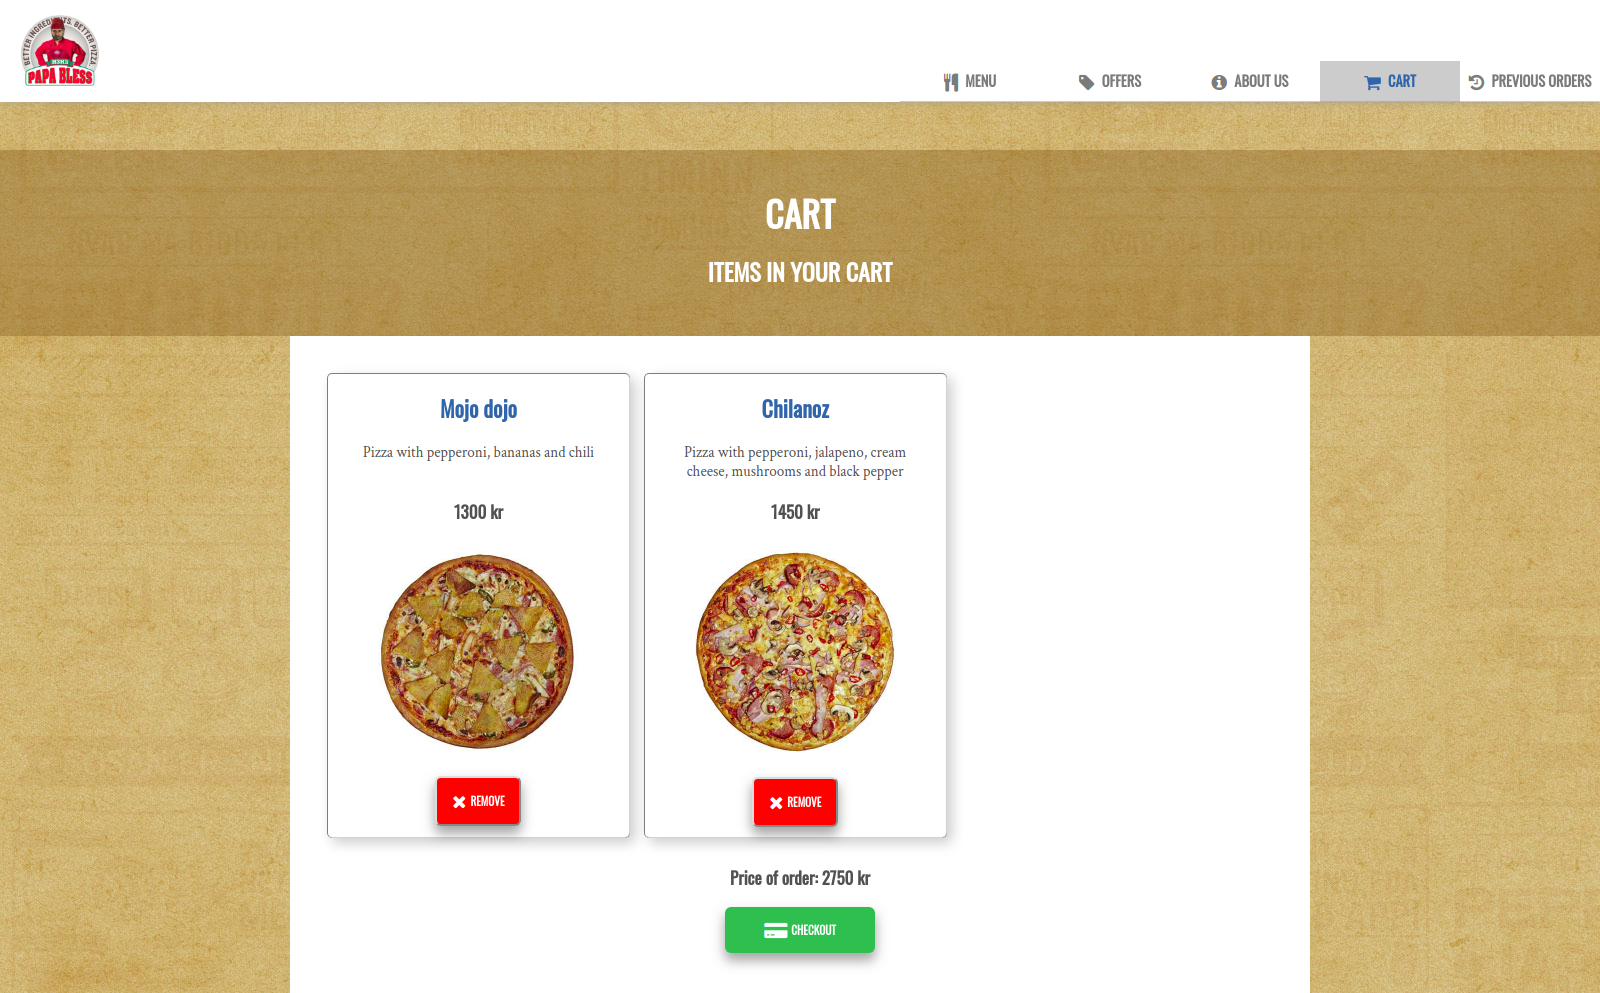 BETTER INGREDIENTS. BETTER PIZZA
PAPA BLESS
MENU
OFFERS
ABOUT US
CART
PREVIOUS ORDERS
CART
ITEMS IN YOUR CART
Mojo dojo
Pizza with pepperoni, bananas and chili
1300 kr
REMOVE
Chilanoz
Pizza with pepperoni, jalapeno, cream
cheese, mushrooms and black pepper
1450 kr
REMOVE
Price of order: 2750 kr
CHECKOUT